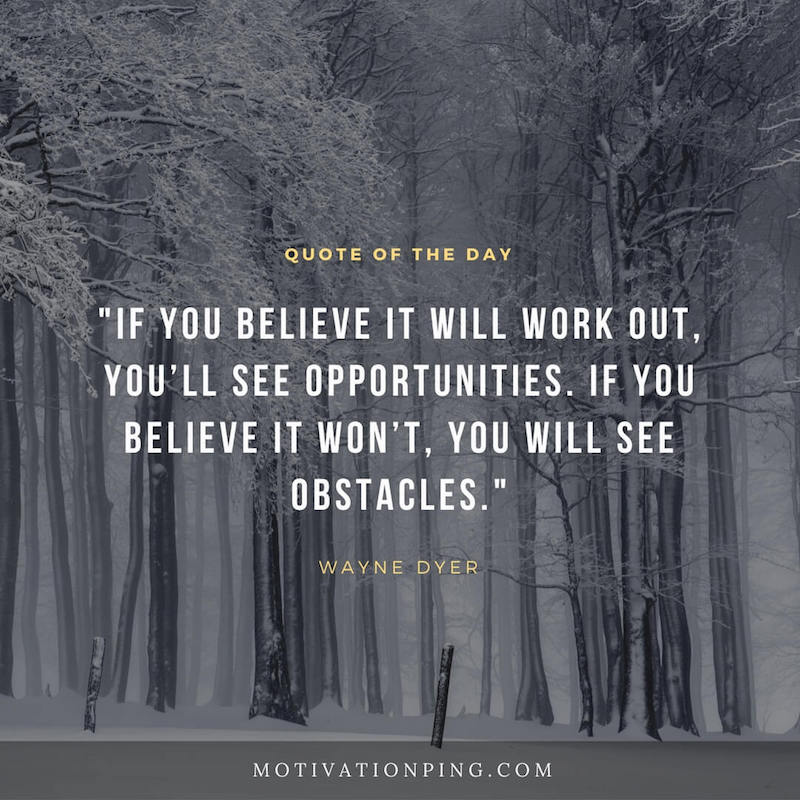 QUOTE OF THE DAY
"IF YOU BELIEVE IT WILL WORK OUT,
YOU’LL SEE OPPORTUNITIES. IF YOU
BELIEVE IT WON’T, YOU WILL SEE
OBSTACLES."
WAYNE DYER
MOTIVATIONPING.COM